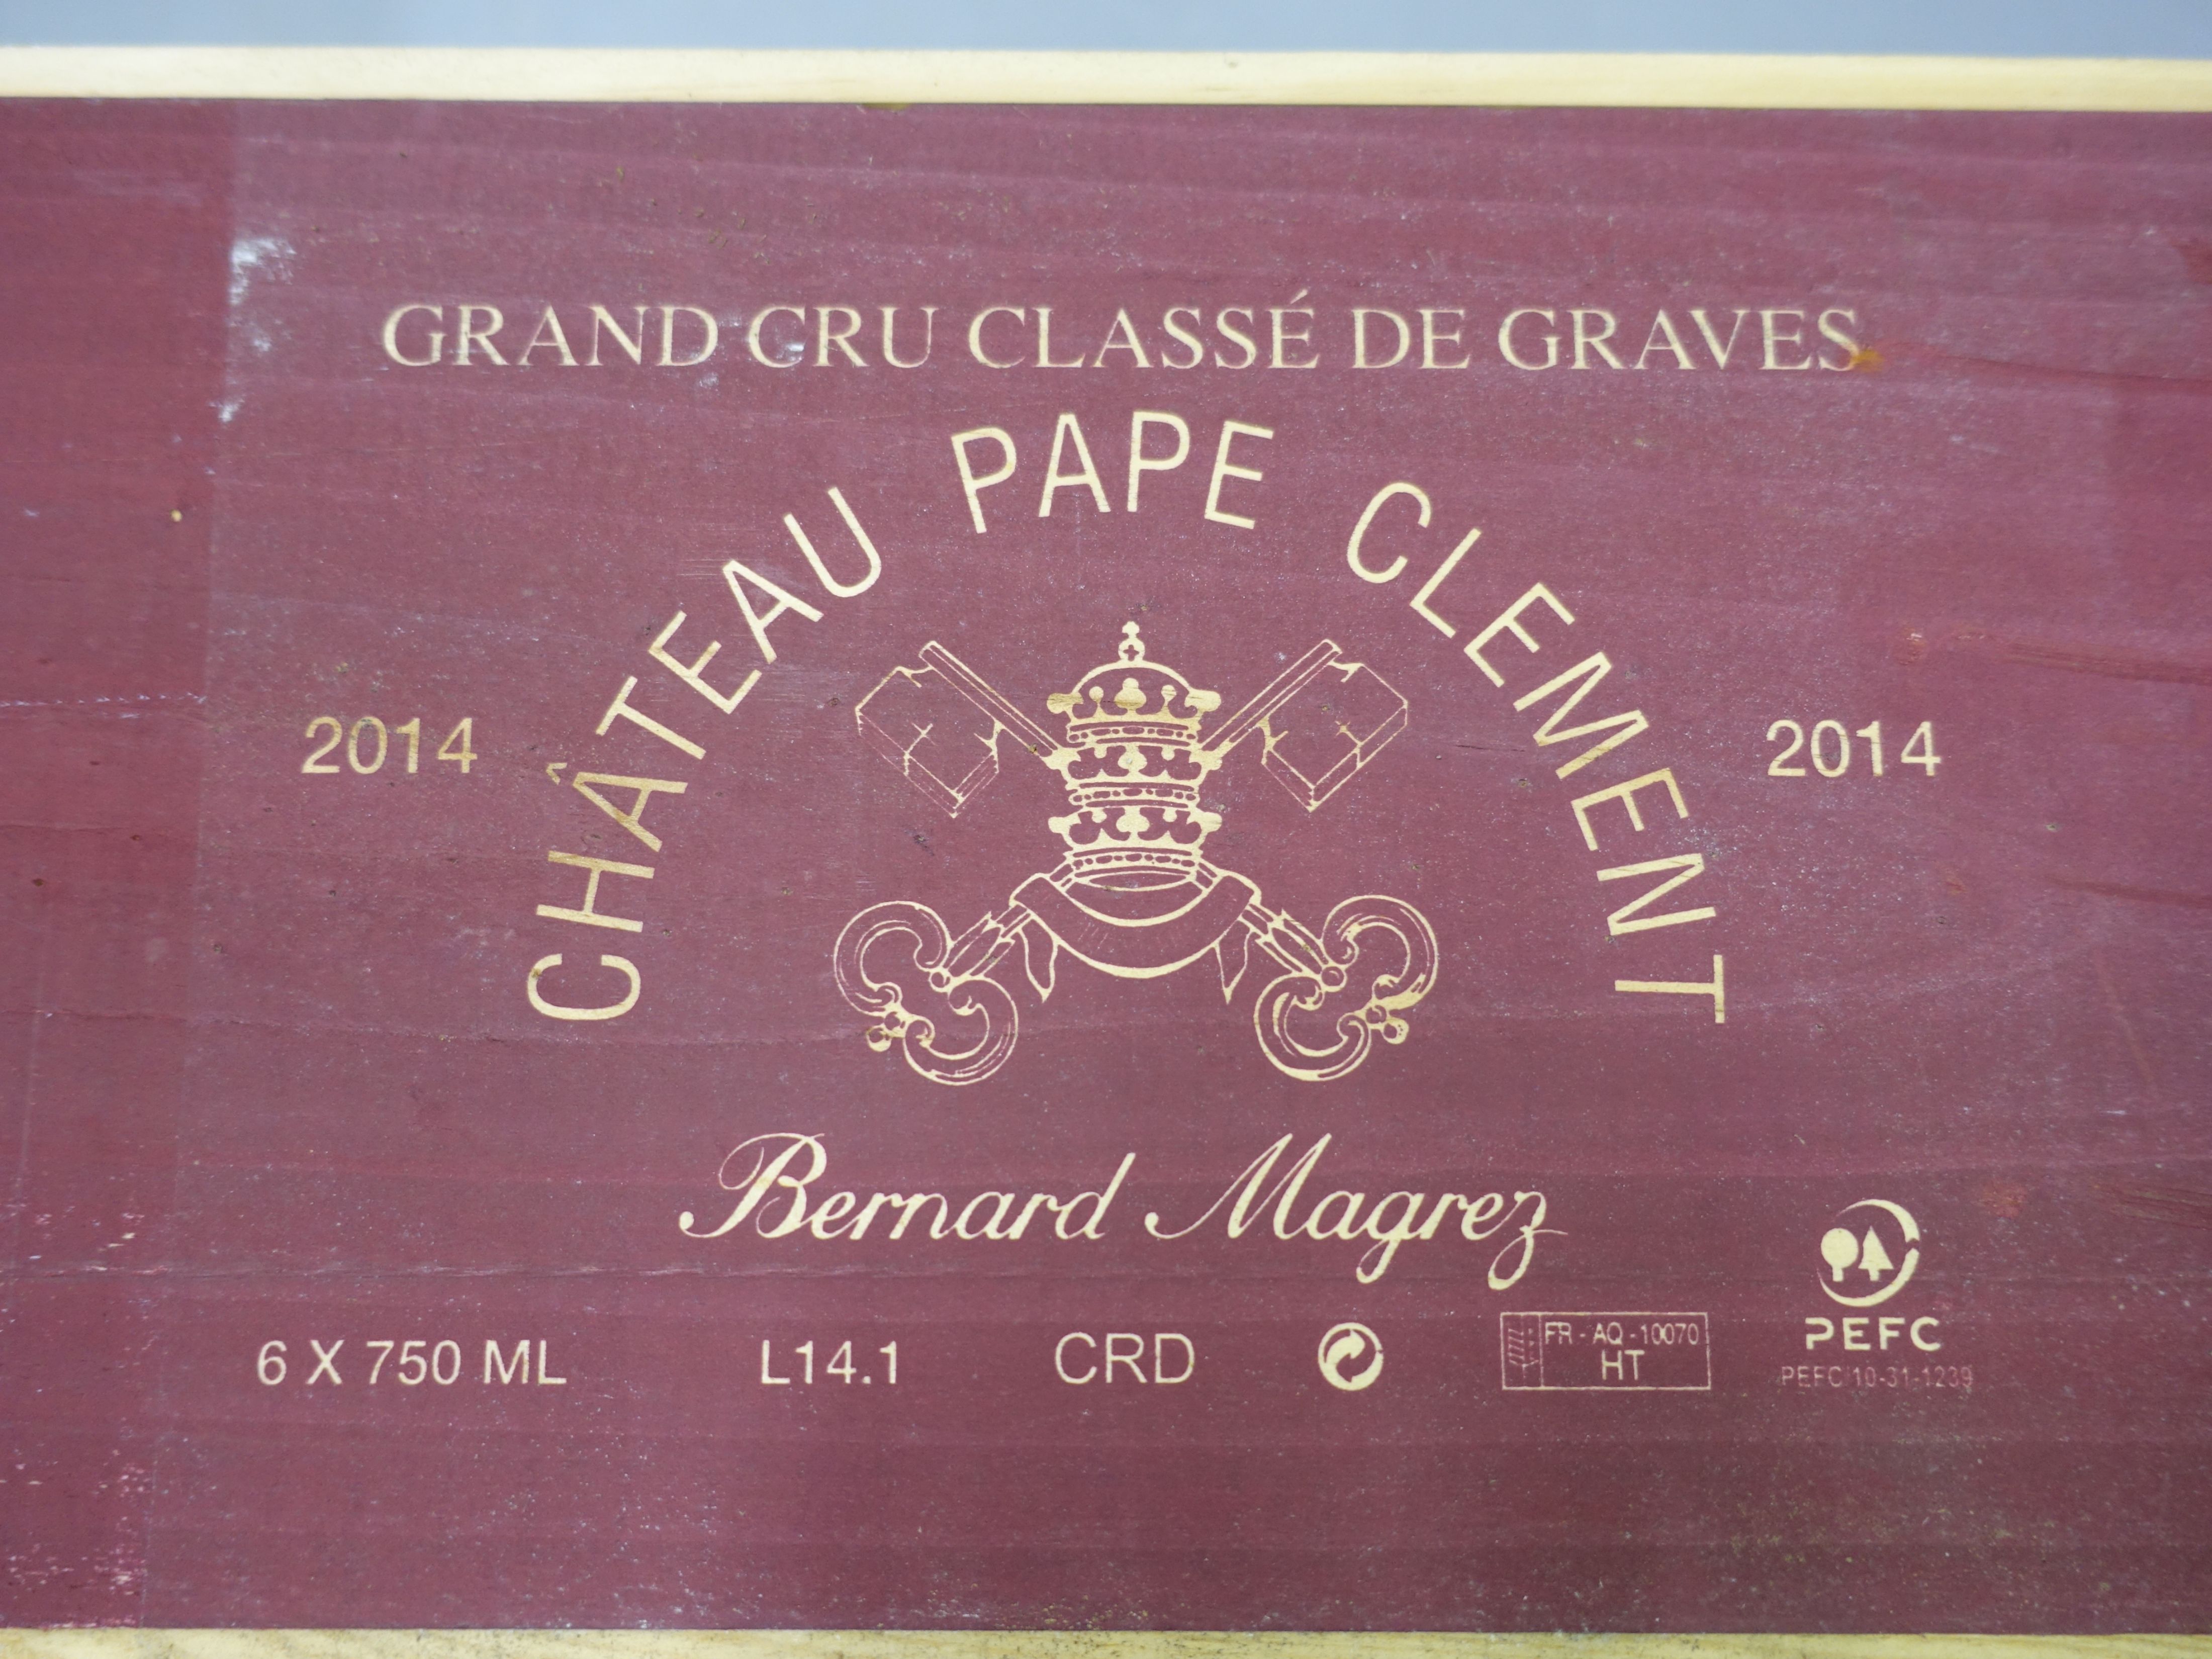 GRAND CRU CLASSÉ DE GRAVES
CHÂTEAU PAPE CLEMENT
2014
2014
Bernard Magrez
6 X 750 ML
L14.1
CRD
FR - AQ - 10070
HT
PEFC
PEFC 10-31-1239